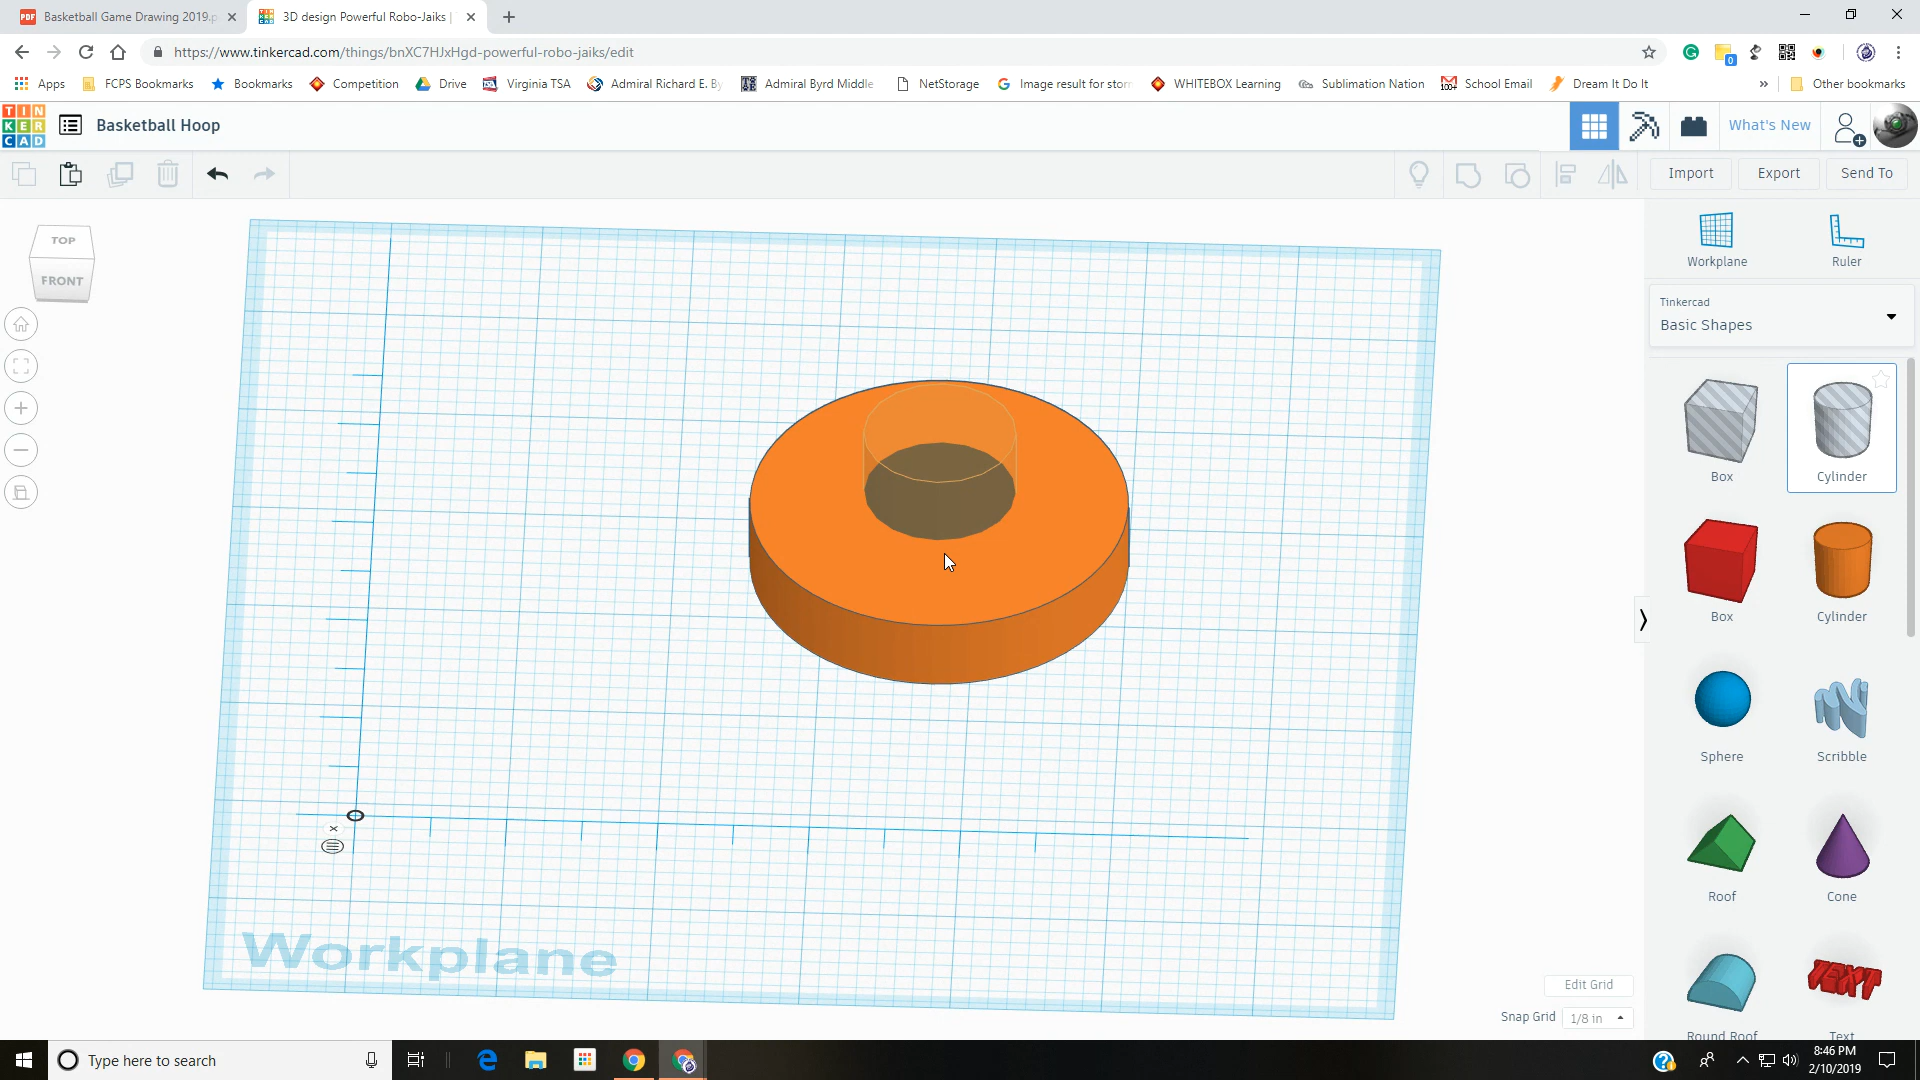 Basketball Game Drawing 2019.p
3D design Powerful Robo-Jaiks |
https://www.tinkercad.com/things/bnXC7HJxHgd-powerful-robo-jaiks/edit
Apps
FCPS Bookmarks
Bookmarks
Competition
Drive
Virginia TSA
Admiral Richard E. By
Admiral Byrd Middle
NetStorage
Image result for storm
WHITEBOX Learning
Sublimation Nation
School Email
Dream It Do It
»
Other bookmarks
TIN
KER
CAD
Basketball Hoop
What's New
Import
Export
Send To
TOP
FRONT
Workplane
Ruler
Tinkercad
Basic Shapes
Box
Cylinder
Box
Cylinder
Sphere
Scribble
Roof
Cone
TEXT
Round Roof
Text
Workplane
Edit Grid
Snap Grid
1/8 in
Type here to search
8:46 PM
2/10/2019